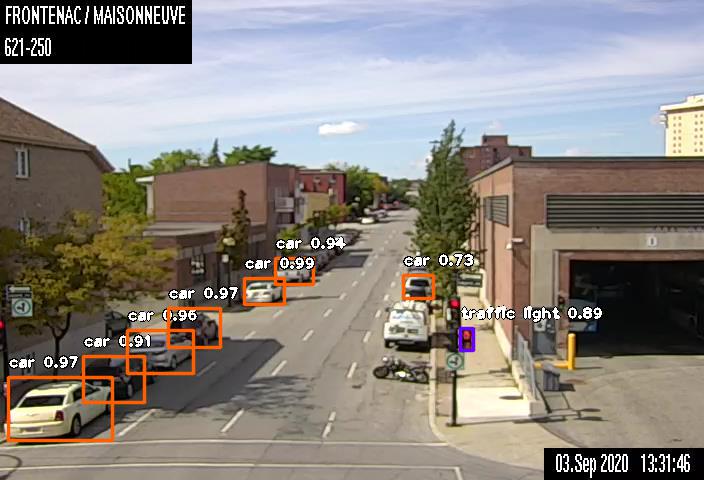 FRONTENAC / MAISONNEUVE
621-250
car 0.94
car 0.99
car 0.73
car 0.97
traffic light 0.89
car 0.96
car 0.91
car 0.97
03.Sep 2020 13:31:46